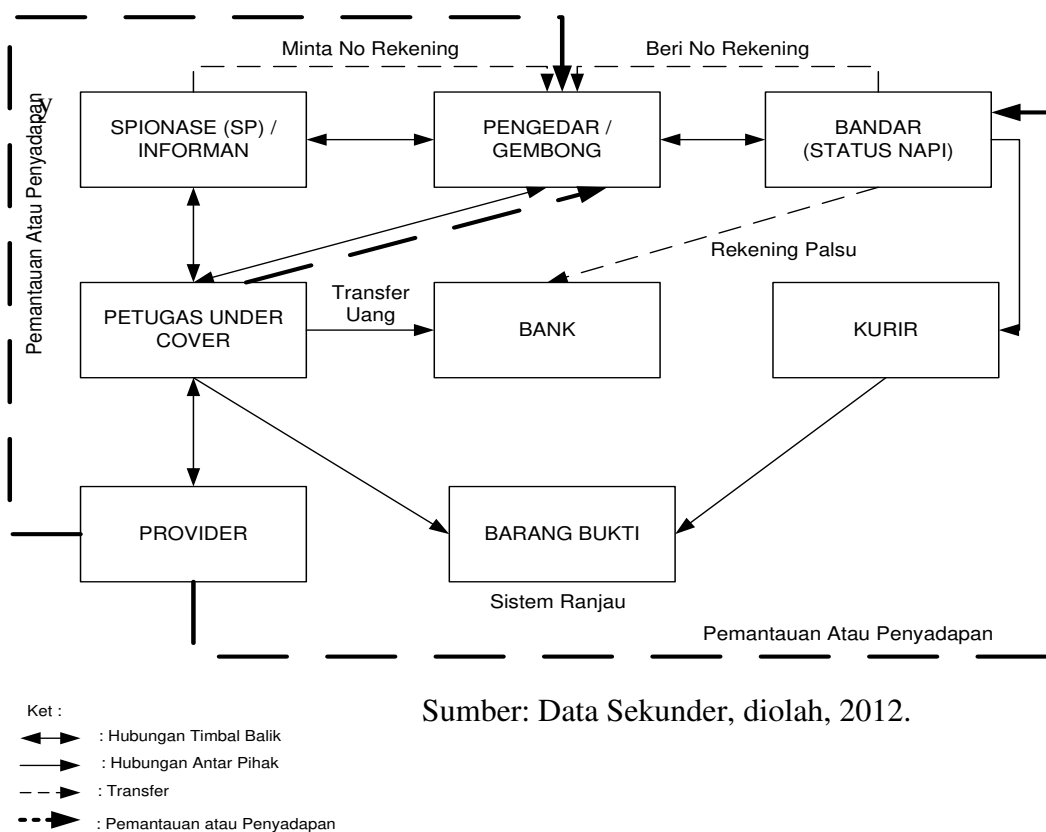 Minta No Rekening
Beri No Rekening
y
Pemantauan Atau Penyadapan
SPIONASE (SP) /
INFORMAN
PENGEDAR /
GEMBONG
BANDAR
(STATUS NAPI)
Rekening Palsu
PETUGAS UNDER
COVER
Transfer
Uang
BANK
KURIR
PROVIDER
BARANG BUKTI
Sistem Ranjau
Pemantauan Atau Penyadapan
Sumber: Data Sekunder, diolah, 2012.
Ket :
: Hubungan Timbal Balik
: Hubungan Antar Pihak
: Transfer
: Pemantauan atau Penyadapan